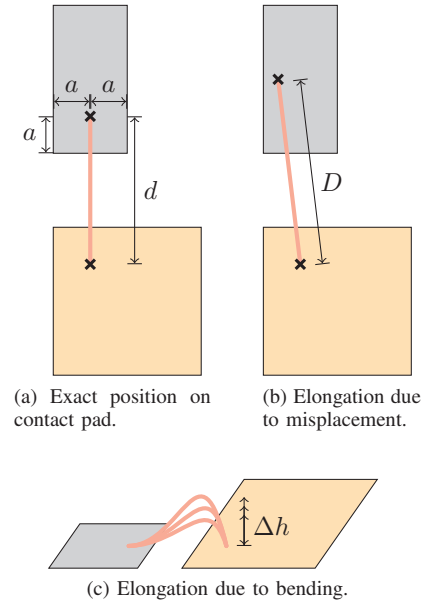 a a
a
d
D
(a) Exact position on
contact pad.
(b) Elongation due
to misplacement.
Δh
(c) Elongation due to bending.